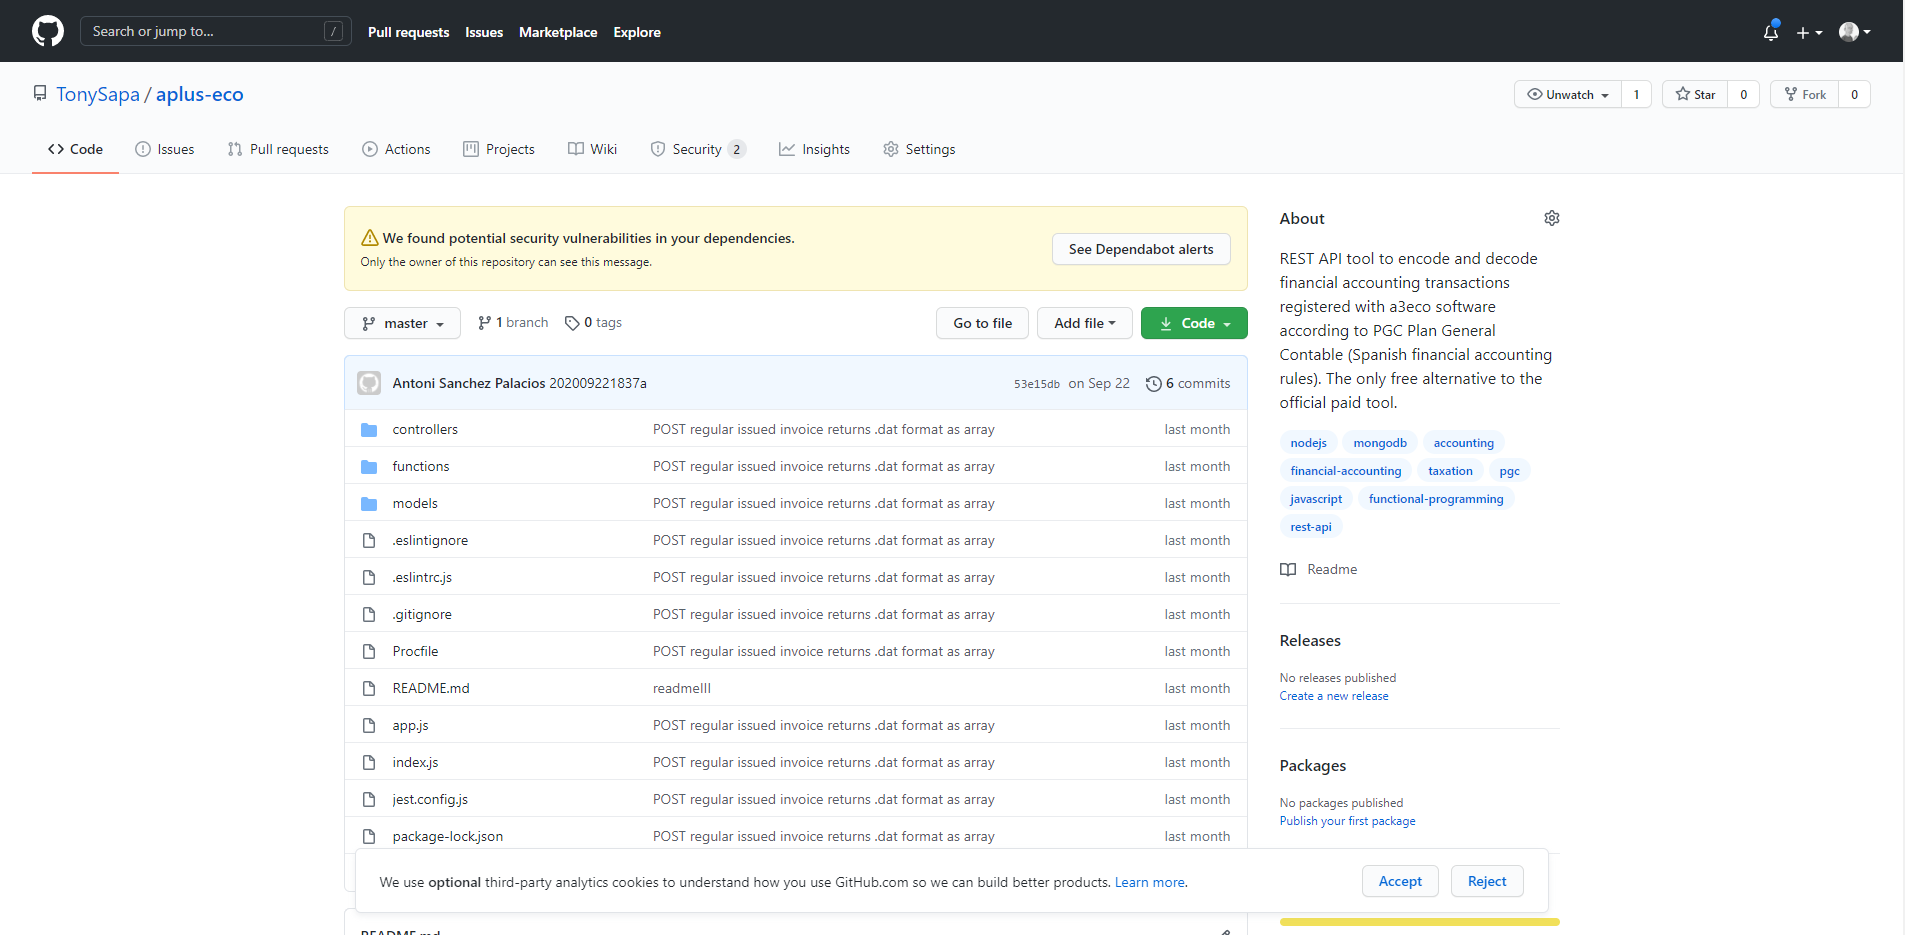 Search or jump to... /
Pull requests Issues Marketplace Explore
TonySapa / aplus-eco
Unwatch 1 Star 0 Fork 0
Code Issues Pull requests Actions Projects Wiki Security 2 Insights Settings
We found potential security vulnerabilities in your dependencies.
Only the owner of this repository can see this message.
See Dependabot alerts
master 1 branch 0 tags
Go to file Add file Code
Antoni Sanchez Palacios 202009221837a 53e15db on Sep 22 6 commits
controllers POST regular issued invoice returns .dat format as array last month
functions POST regular issued invoice returns .dat format as array last month
models POST regular issued invoice returns .dat format as array last month
.eslintignore POST regular issued invoice returns .dat format as array last month
.eslintrc.js POST regular issued invoice returns .dat format as array last month
.gitignore POST regular issued invoice returns .dat format as array last month
Procfile POST regular issued invoice returns .dat format as array last month
README.md readmeIII last month
app.js POST regular issued invoice returns .dat format as array last month
index.js POST regular issued invoice returns .dat format as array last month
jest.config.js POST regular issued invoice returns .dat format as array last month
package-lock.json POST regular issued invoice returns .dat format as array last month
README.md
About
REST API tool to encode and decode
financial accounting transactions
registered with a3eco software
according to PGC Plan General
Contable (Spanish financial accounting
rules). The only free alternative to the
official paid tool.
nodejs mongodb accounting
financial-accounting taxation pgc
javascript functional-programming
rest-api
Readme
Releases
No releases published
Create a new release
Packages
No packages published
Publish your first package
We use optional third-party analytics cookies to understand how you use GitHub.com so we can build better products. Learn more.
Accept Reject